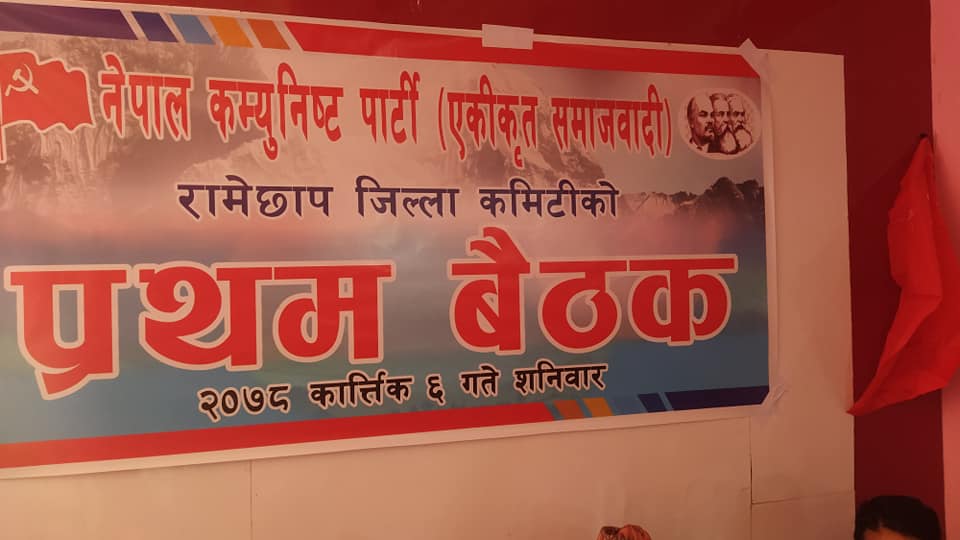 नेपाल कम्युनिष्ट पार्टी (एकीकृत समाजवादी)
रामेछाप जिल्ला कमिटीको
प्रथम बैठक
२०७८ कार्त्तिक ६ गते शनिवार